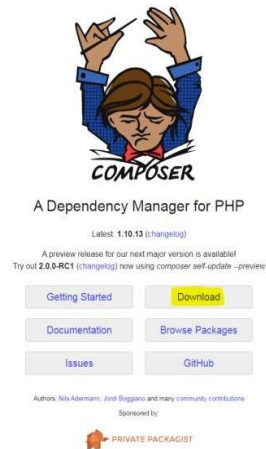 COMPOSER
A Dependency Manager for PHP
Latest: 1.10.13 (changelog)
A preview release for our next major version is available!
Try out 2.0.0-RC1 (changelog) now using composer self-update --preview
Getting Started
Download
Documentation
Browse Packages
Issues
GitHub
Authors: Nils Adermann, Jordi Boggiano and many community contributions
Sponsored by:
PRIVATE PACKAGIST